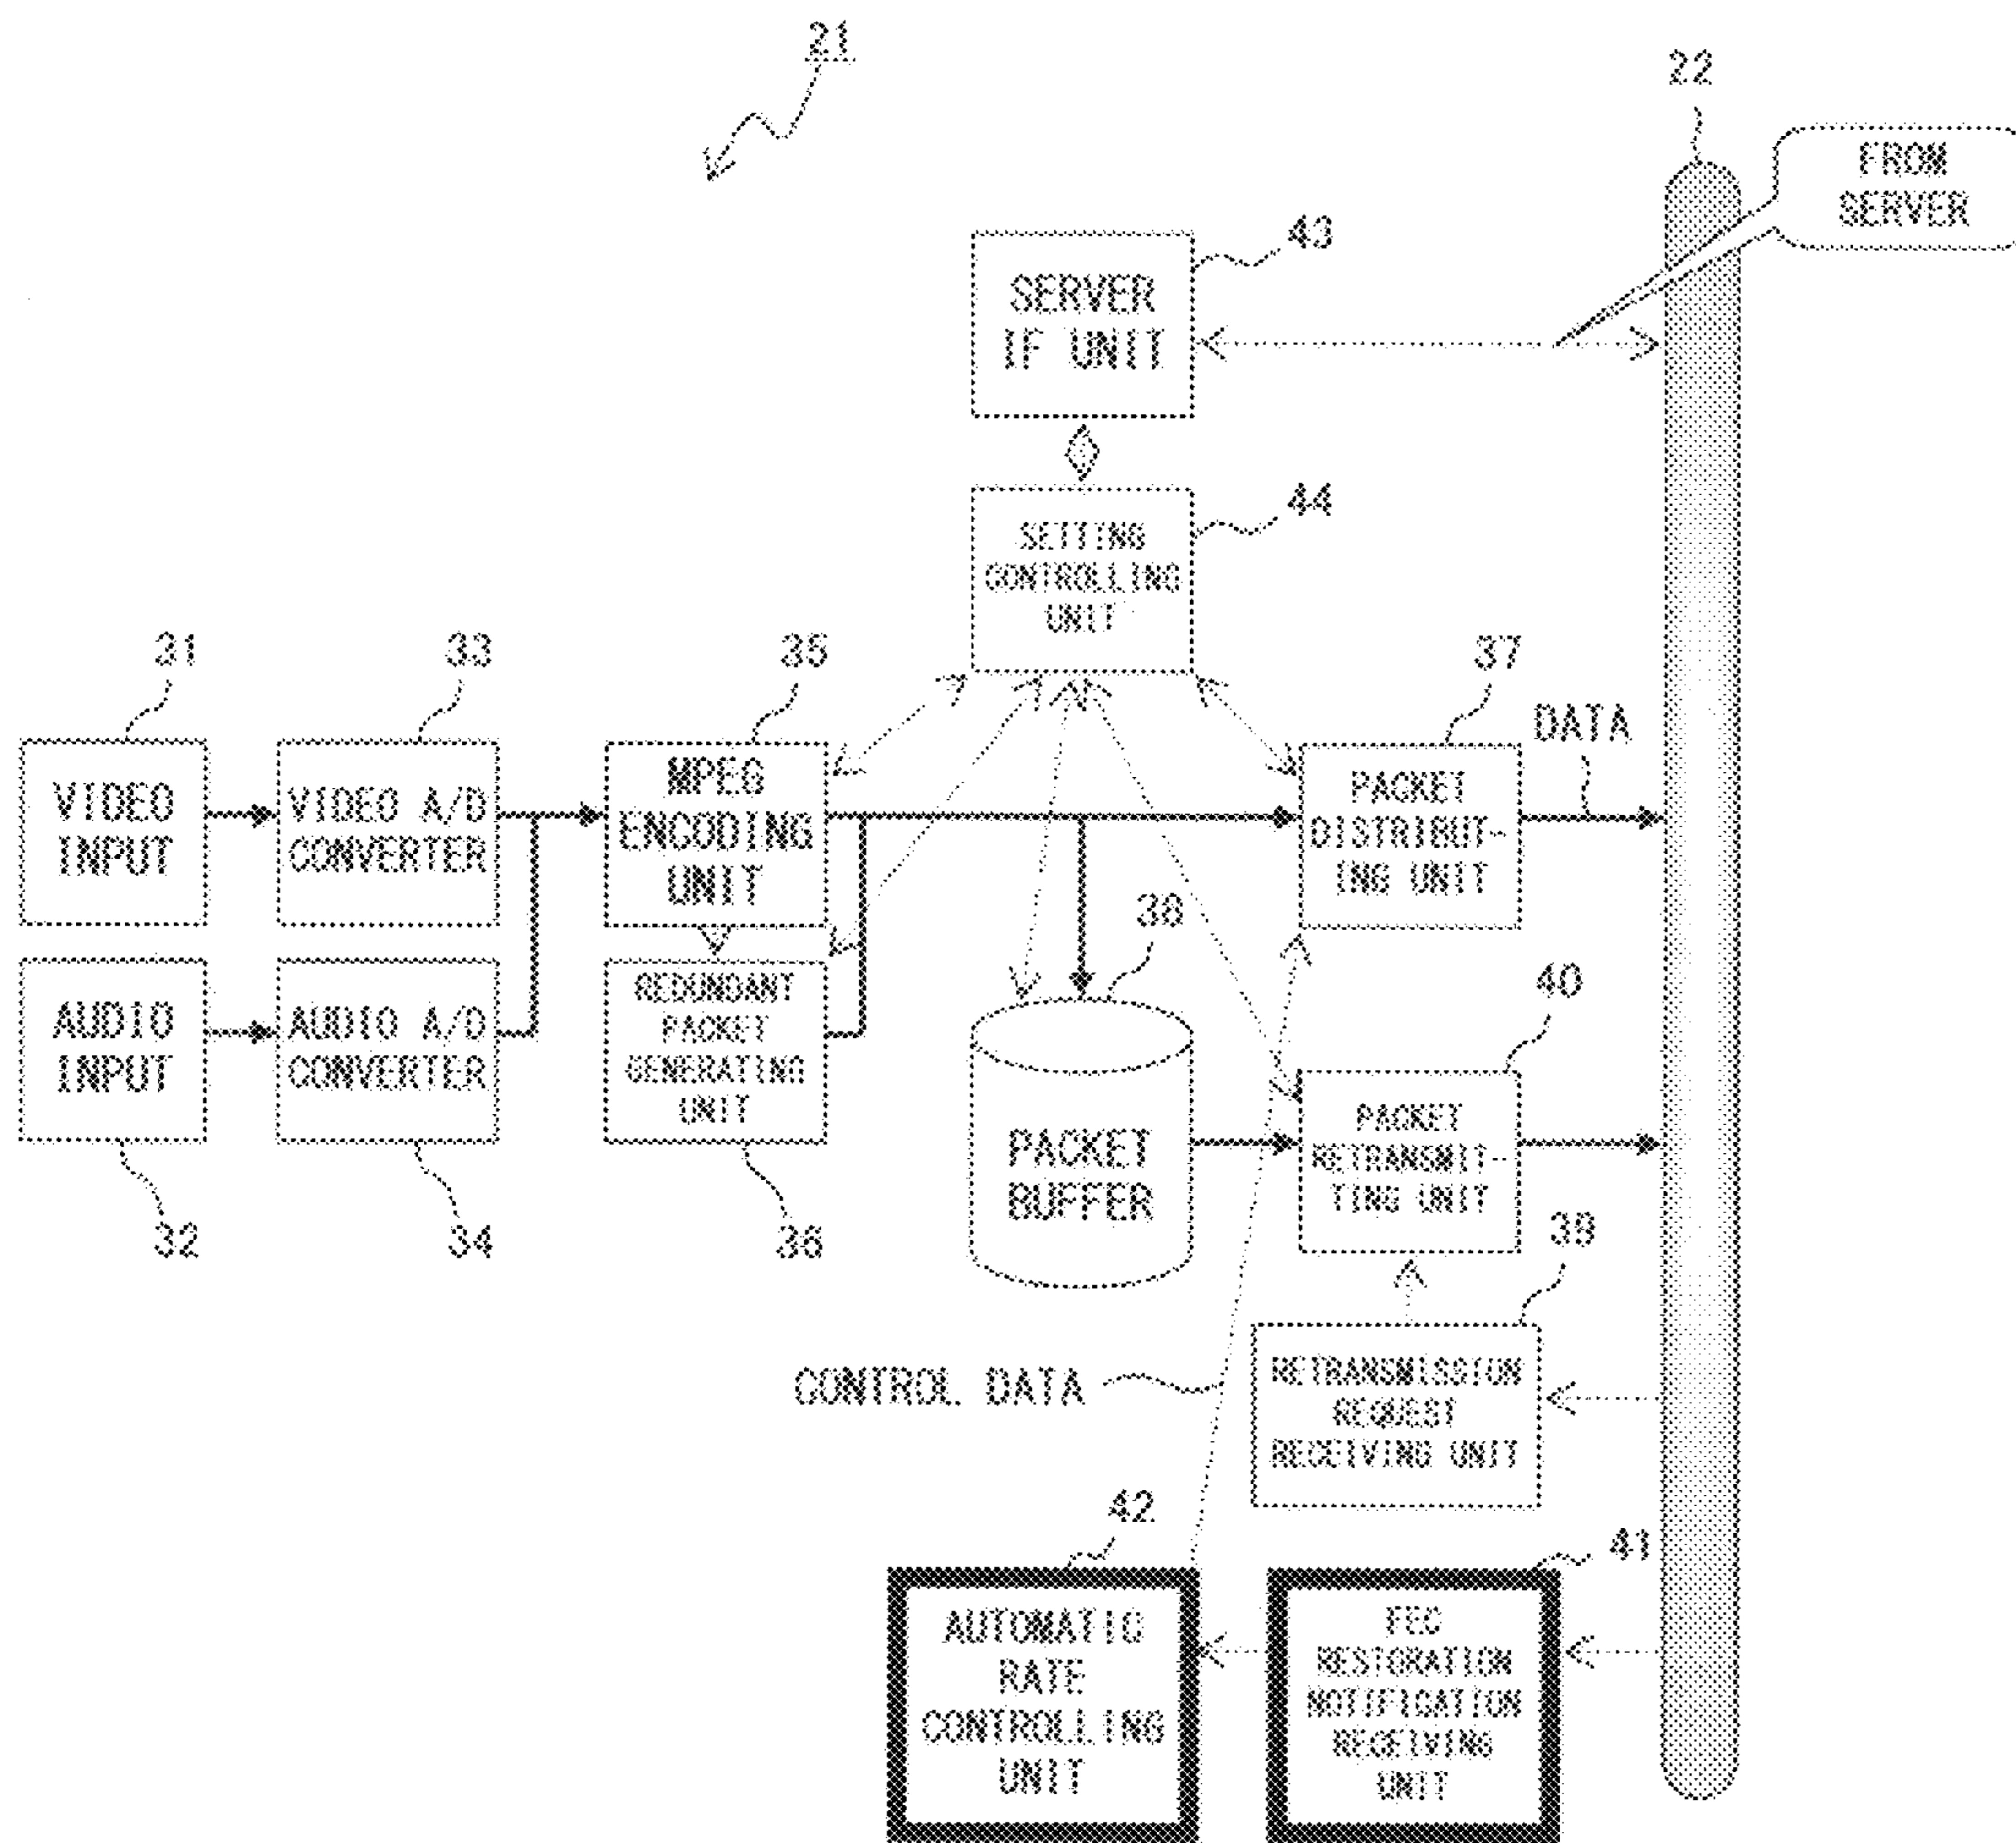 21
22
FROM
SERVER
43
SERVER
IF UNIT
44
SETTING
CONTROLLING
UNIT
31
33
35
37
DATA
VIDEO
INPUT
VIDEO A/D
CONVERTER
MPEG
ENCODING
UNIT
PACKET
DISTRIBUT-
ING UNIT
38
40
AUDIO
INPUT
AUDIO A/D
CONVERTER
REDUNDANT
PACKET
GENERATING
UNIT
PACKET
BUFFER
PACKET
RETRANSMIT-
TING UNIT
32
34
36
39
CONTROL DATA
RETRANSMISSION
REQUEST
RECEIVING UNIT
42
41
AUTOMATIC
RATE
CONTROLLING
UNIT
FEC
RESTORATION
NOTIFICATION
RECEIVING
UNIT